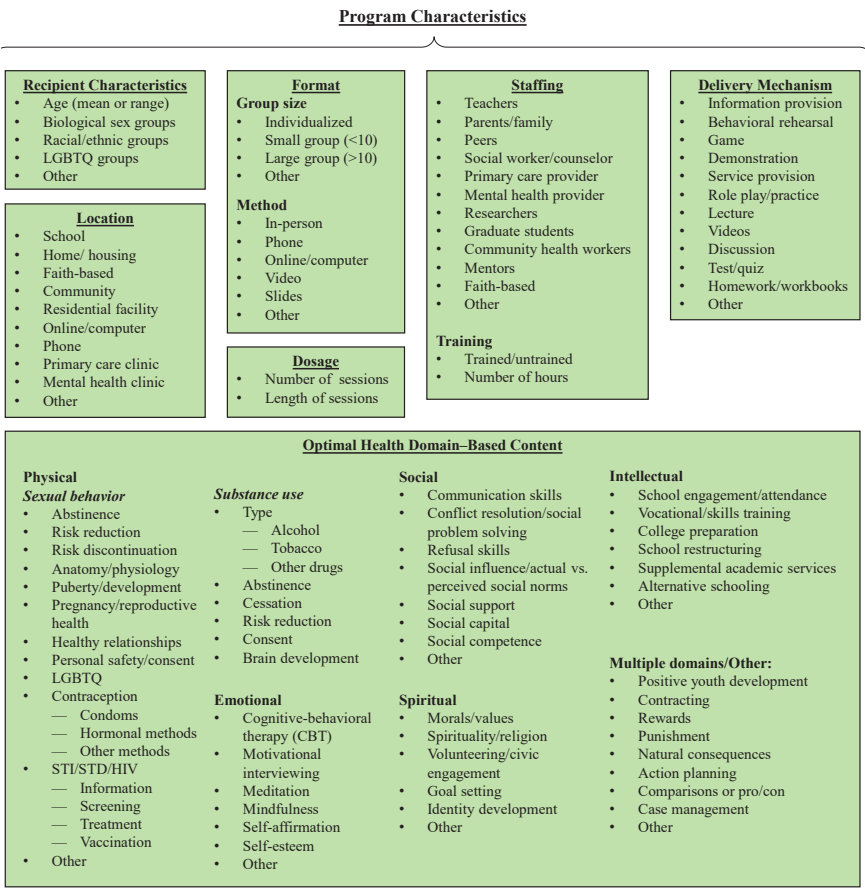 Program Characteristics
Recipient Characteristics
• Age (mean or range)
• Biological sex groups
• Racial/ethnic groups
• LGBTQ groups
• Other
Location
• School
• Home/ housing
• Faith-based
• Community
• Residential facility
• Online/computer
• Phone
• Primary care clinic
• Mental health clinic
• Other
Format
Group size
• Individualized
• Small group (<10)
• Large group (>10)
• Other
Method
• In-person
• Phone
• Online/computer
• Video
• Slides
• Other
Dosage
• Number of sessions
• Length of sessions
Staffing
• Teachers
• Parents/family
• Peers
• Social worker/counselor
• Primary care provider
• Mental health provider
• Researchers
• Graduate students
• Community health workers
• Mentors
• Faith-based
• Other
Training
• Trained/untrained
• Number of hours
Delivery Mechanism
• Information provision
• Behavioral rehearsal
• Game
• Demonstration
• Service provision
• Role play/practice
• Lecture
• Videos
• Discussion
• Test/quiz
• Homework/workbooks
• Other
Optimal Health Domain–Based Content
Physical
Sexual behavior
• Abstinence
• Risk reduction
• Risk discontinuation
• Anatomy/physiology
• Puberty/development
• Pregnancy/reproductive
health
• Healthy relationships
• Personal safety/consent
• LGBTQ
• Contraception
— Condoms
— Hormonal methods
— Other methods
• STI/STD/HIV
— Information
— Screening
— Treatment
— Vaccination
• Other
Substance use
• Type
— Alcohol
— Tobacco
— Other drugs
• Abstinence
• Cessation
• Risk reduction
• Consent
• Brain development
Emotional
• Cognitive-behavioral
therapy (CBT)
• Motivational
interviewing
• Meditation
• Mindfulness
• Self-affirmation
• Self-esteem
• Other
Social
• Communication skills
• Conflict resolution/social
problem solving
• Refusal skills
• Social influence/actual vs.
perceived social norms
• Social support
• Social capital
• Social competence
• Other
Spiritual
• Morals/values
• Spirituality/religion
• Volunteering/civic
engagement
• Goal setting
• Identity development
• Other
Intellectual
• School engagement/attendance
• Vocational/skills training
• College preparation
• School restructuring
• Supplemental academic services
• Alternative schooling
• Other
Multiple domains/Other:
• Positive youth development
• Contracting
• Rewards
• Punishment
• Natural consequences
• Action planning
• Comparisons or pro/con
• Case management
• Other